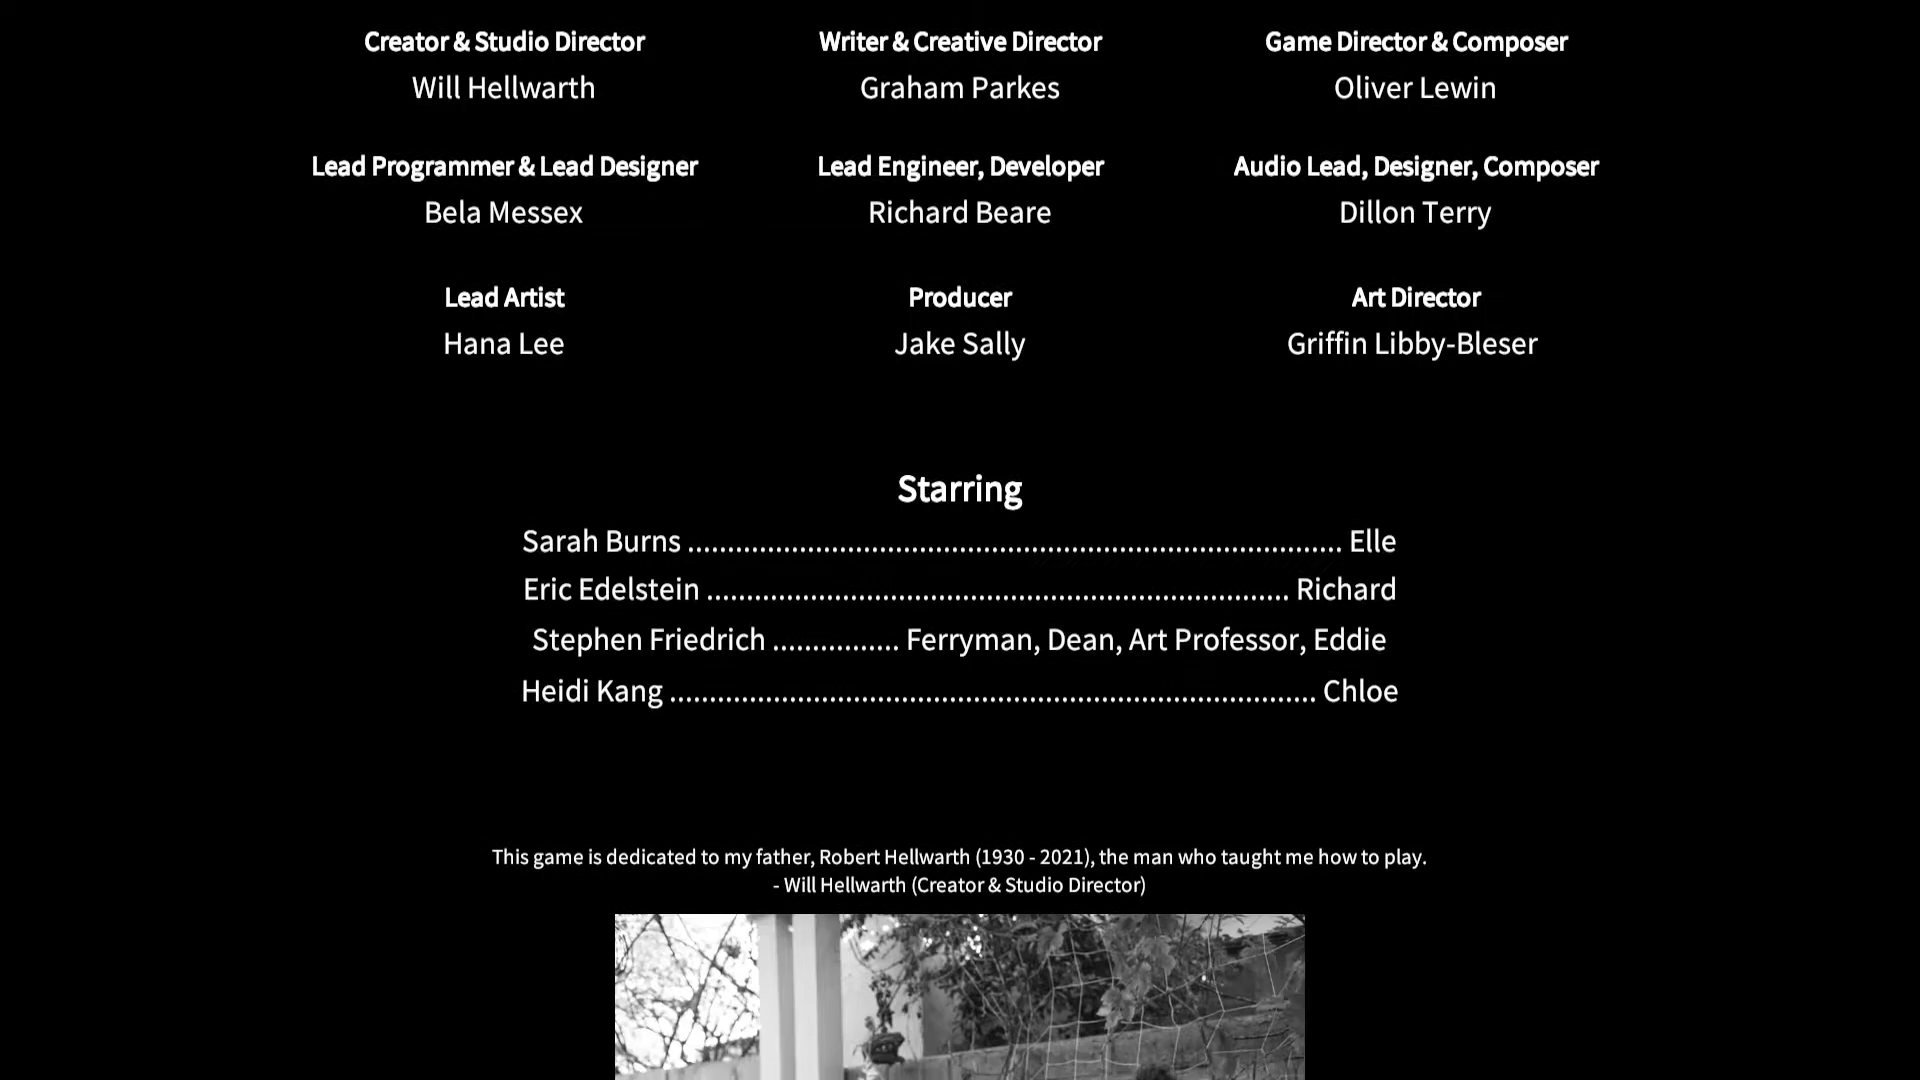 Creator & Studio Director
Will Hellwarth
Writer & Creative Director
Graham Parkes
Game Director & Composer
Oliver Lewin
Lead Programmer & Lead Designer
Bela Messex
Lead Engineer, Developer
Richard Beare
Audio Lead, Designer, Composer
Dillon Terry
Lead Artist
Hana Lee
Producer
Jake Sally
Art Director
Griffin Libby-Bleser
Starring
Sarah Burns .................................................................................. Elle
Eric Edelstein ......................................................................... Richard
Stephen Friedrich ................ Ferryman, Dean, Art Professor, Eddie
Heidi Kang ................................................................................. Chloe
This game is dedicated to my father, Robert Hellwarth (1930 - 2021), the man who taught me how to play.
- Will Hellwarth (Creator & Studio Director)